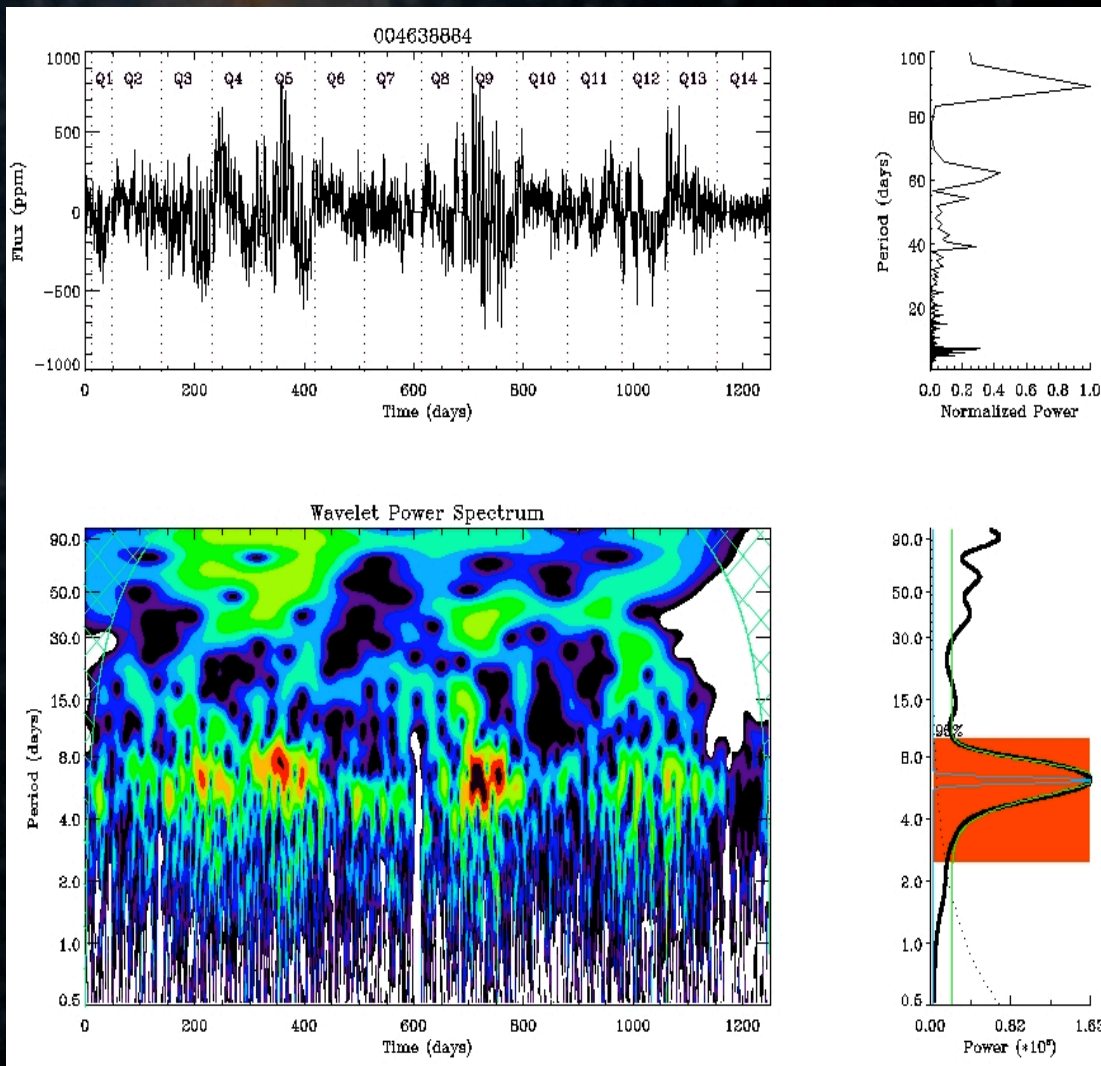 004638884
1000
500
0
-500
-1000
Flux (ppm)
Q1 Q2 Q3 Q4 Q5 Q6 Q7 Q8 Q9 Q10 Q11 Q12 Q13 Q14
0 200 400 600 800 1000 1200
Time (days)
100
80
60
40
20
Period (days)
0.0 0.2 0.4 0.6 0.8 1.0
Normalized Power
Wavelet Power Spectrum
90.0
50.0
30.0
15.0
8.0
4.0
2.0
1.0
0.5
Period (days)
0 200 400 600 800 1000 1200
Time (days)
90.0
50.0
30.0
15.0
8.0
4.0
2.0
1.0
0.5
0.00 0.82